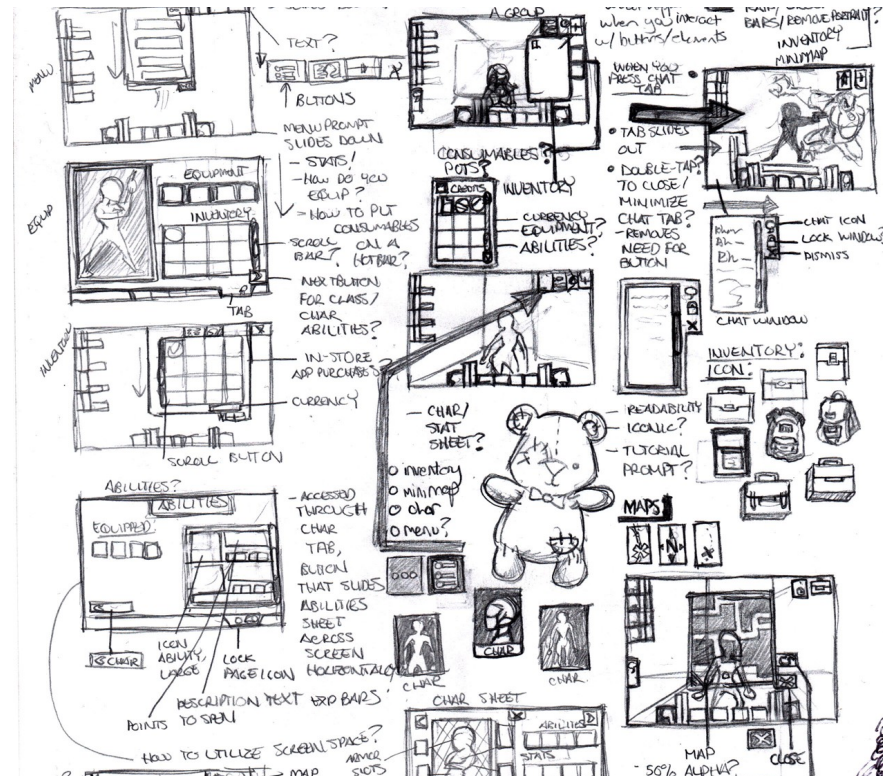 MENU
TEXT?
BUTTONS
MENU PROMPT
SLIDES DOWN
- STATS/
- HOW DO YOU
EQUIP?
- HOW TO PUT
CONSUMABLES
ON A
HOTBAR?
EQUIP
EQUIPMENT
INVENTORY
SCROLL
BAR?
NEXT BUTTON
FOR CLASS/
CHAR
ABILITIES?
TAB
INVENTORY
IN-STORE
APP PURCHASES?
CURRENCY
SCROLL BUTTON
ABILITIES?
ABILITIES
EQUIPPED:
- ACCESSED
THROUGH
CHAR
TAB,
BUTTON
THAT SLIDES
ABILITIES
SHEET
ACROSS
SCREEN
HORIZONTALLY
CHAR
ICON
ABILITY,
LARGE
LOCK
PAGE ICON
DESCRIPTION TEXT EXP BARS?
POINTS TO SPEND
- HOW TO UTILIZE SCREEN SPACE?
MAP
A GROUP
CONSUMABLES?
POTS?
INVENTORY
CREDITS
CURRENCY
EQUIPMENT?
ABILITIES?
- CHAR/
STAT
SHEET?
inventory
minimap
char
menu?
- READABILITY
- ICONIC?
- TUTORIAL
PROMPT?
CHAR
CHAR
CHAR
CHAR SHEET
ARMOR
SLOTS
ABILITIES
STATS
when you interact
w/ buttons/elements
BARS/REMOVE PORTRAIT?
INVENTORY
MINIMAP
WHEN YOU
PRESS CHAT
TAB
TAB SLIDES
OUT
DOUBLE-TAP?
TO CLOSE/
MINIMIZE
CHAT TAB?
- REMOVES
NEED FOR
BUTTON
CHAT ICON
LOCK WINDOW?
DISMISS
CHAT WINDOW
INVENTORY:
ICON:
MAPS
N
MAP
- 50% ALPHA?
CLOSE